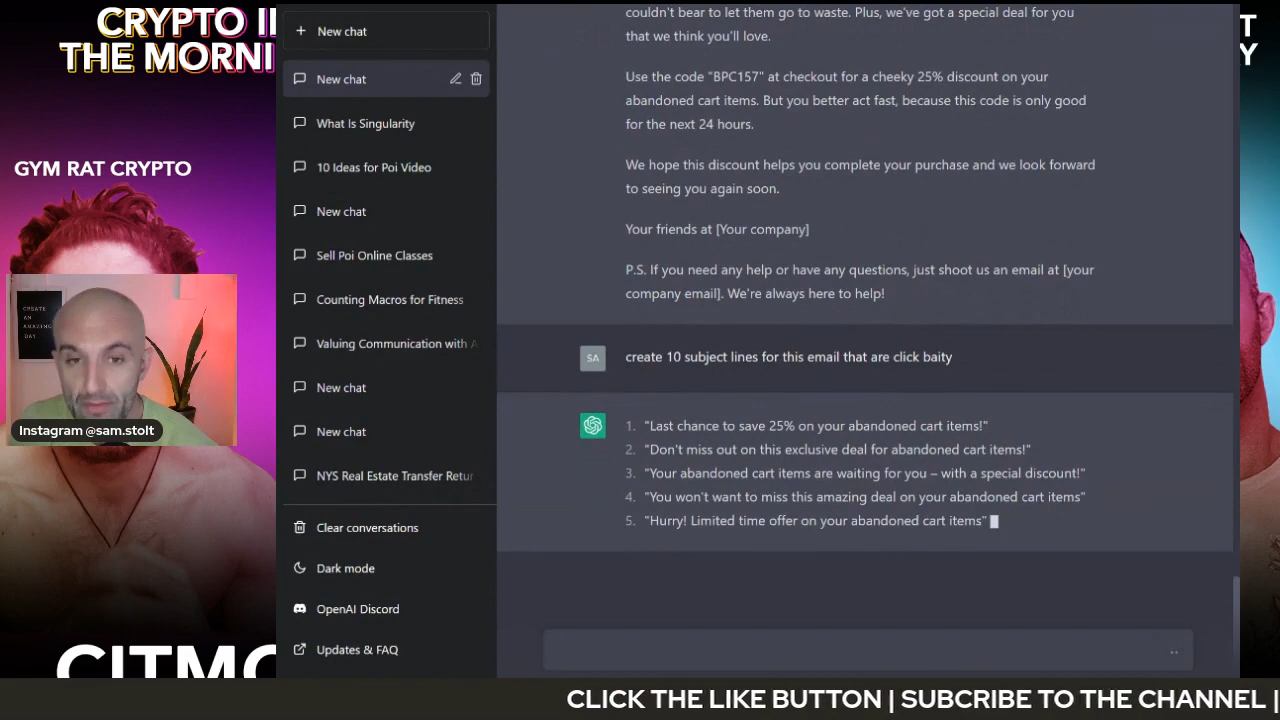 CRYPTO I
THE MORNI
GYM RAT CRYPTO
CREATE
AN
AMAZING
DAY
Instagram @sam.stolt
CITMC
New chat
New chat
What Is Singularity
10 Ideas for Poi Video
New chat
Sell Poi Online Classes
Counting Macros for Fitness
Valuing Communication with A
New chat
New chat
NYS Real Estate Transfer Retur
Clear conversations
Dark mode
OpenAI Discord
Updates & FAQ
couldn't bear to let them go to waste. Plus, we've got a special deal for you
that we think you'll love.
Use the code "BPC157" at checkout for a cheeky 25% discount on your
abandoned cart items. But you better act fast, because this code is only good
for the next 24 hours.
We hope this discount helps you complete your purchase and we look forward
to seeing you again soon.
Your friends at [Your company]
P.S. If you need any help or have any questions, just shoot us an email at [your
company email]. We're always here to help!
SA
create 10 subject lines for this email that are click baity
1. "Last chance to save 25% on your abandoned cart items!"
2. "Don't miss out on this exclusive deal for abandoned cart items!"
3. "Your abandoned cart items are waiting for you – with a special discount!"
4. "You won't want to miss this amazing deal on your abandoned cart items"
5. "Hurry! Limited time offer on your abandoned cart items"
T
Y
CLICK THE LIKE BUTTON | SUBCRIBE TO THE CHANNEL |